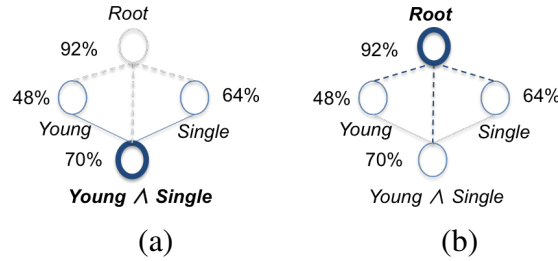 Root
92%
48%
64%
Young
Single
70%
Young ∧ Single
(a)
Root
92%
48%
64%
Young
Single
70%
Young ∧ Single
(b)